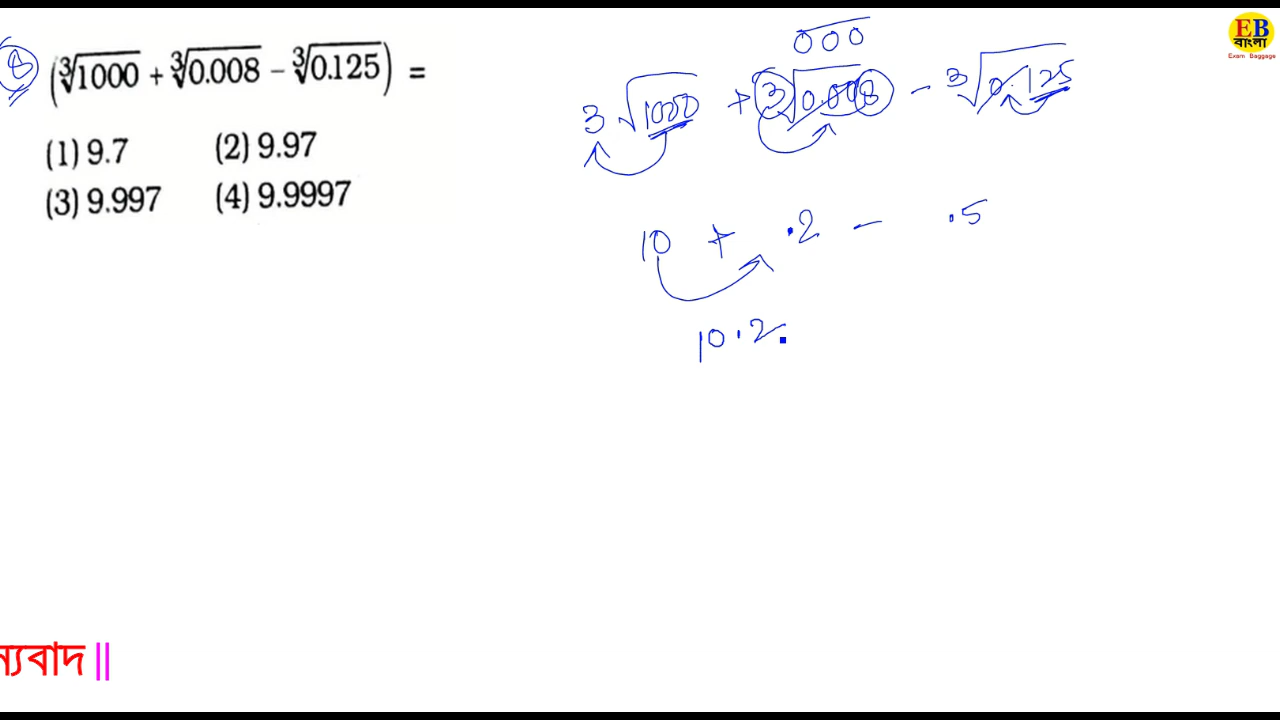 8 (∛1000 + ∛0.008 − ∛0.125) =
(1) 9.7 (2) 9.97
(3) 9.997 (4) 9.9997
000
3 √1000 + 3 √0.008 − 3 √0.125
10 + .2 − .5
10.2
EB
বাংলা
Exam Baggage
ন্যবাদ ||